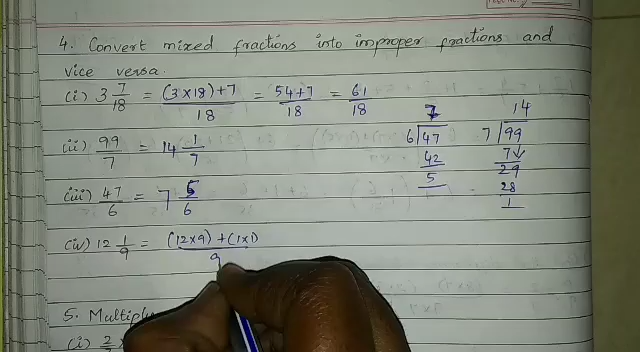 4. Convert mixed fractions into improper fractions and
vice versa.
(i) 3 7/18 = (3×18)+7/18 = 54+7/18 = 61/18
(ii) 99/7 = 14 1/7
(iii) 47/6 = 7 5/6
7
6)47
42
5
14
7)99
7↓
29
28
1
(iv) 12 1/9 = (12×9)+(1×1)/9
5.
(i) 2/